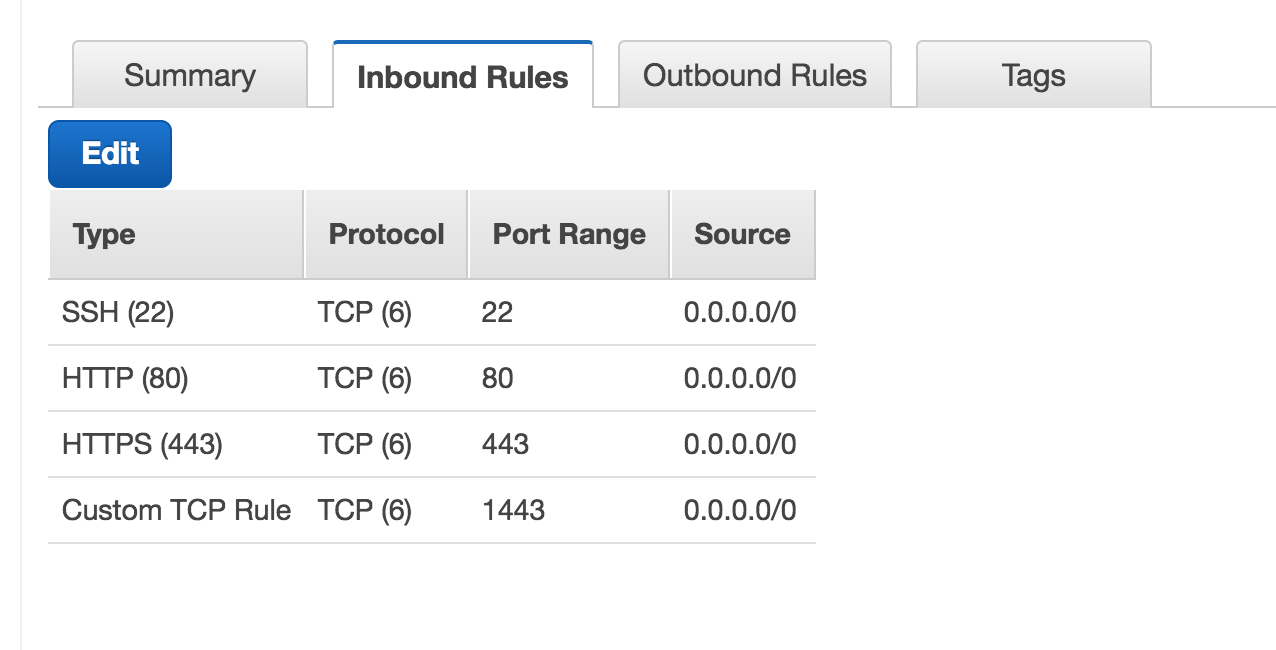 Summary Inbound Rules Outbound Rules Tags
Edit
Type Protocol Port Range Source
SSH (22) TCP (6) 22 0.0.0.0/0
HTTP (80) TCP (6) 80 0.0.0.0/0
HTTPS (443) TCP (6) 443 0.0.0.0/0
Custom TCP Rule TCP (6) 1443 0.0.0.0/0